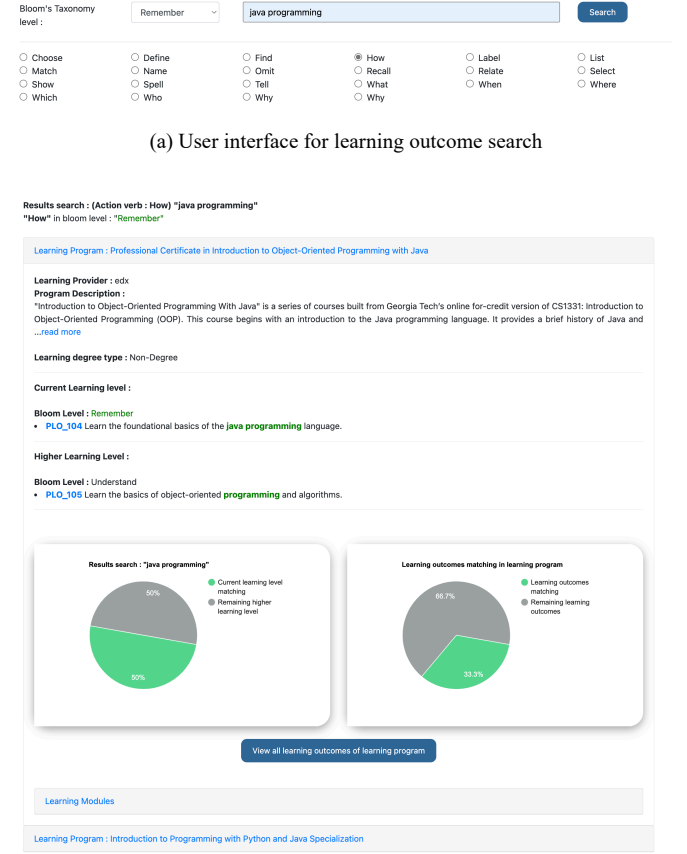 Bloom's Taxonomy level :
Remember
java programming
Search
Choose Define Find How Label List
Match Name Omit Recall Relate Select
Show Spell Tell What When Where
Which Who Why Why
(a) User interface for learning outcome search
Results search : (Action verb : How) "java programming"
"How" in bloom level : "Remember"
Learning Program : Professional Certificate in Introduction to Object-Oriented Programming with Java
Learning Provider : edx
Program Description :
"Introduction to Object-Oriented Programming With Java" is a series of courses built from Georgia Tech's online for-credit version of CS1331: Introduction to
Object-Oriented Programming (OOP). This course begins with an introduction to the Java programming language. It provides a brief history of Java and
...read more
Learning degree type : Non-Degree
Current Learning level :
Bloom Level : Remember
• PLO_104 Learn the foundational basics of the java programming language.
Higher Learning Level :
Bloom Level : Understand
• PLO_105 Learn the basics of object-oriented programming and algorithms.
Results search : "java programming"
50%
50%
Current learning level
matching
Remaining higher
learning level
Learning outcomes matching in learning program
66.7%
33.3%
Learning outcomes
matching
Remaining learning
outcomes
View all learning outcomes of learning program
Learning Modules
Learning Program : Introduction to Programming with Python and Java Specialization